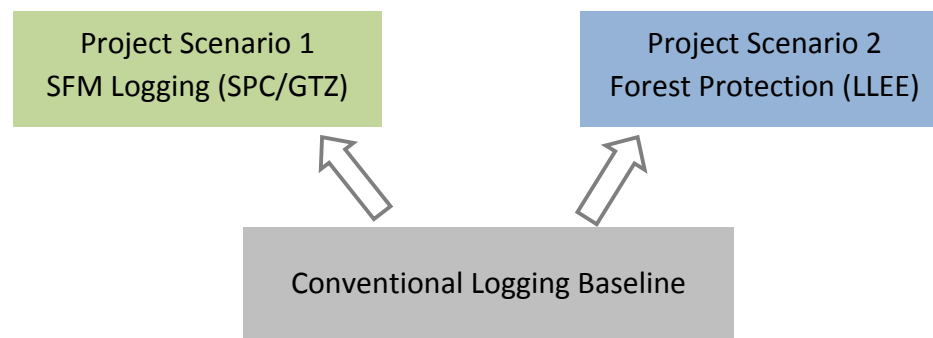 Project Scenario 1
SFM Logging (SPC/GTZ)
Project Scenario 2
Forest Protection (LLEE)
Conventional Logging Baseline